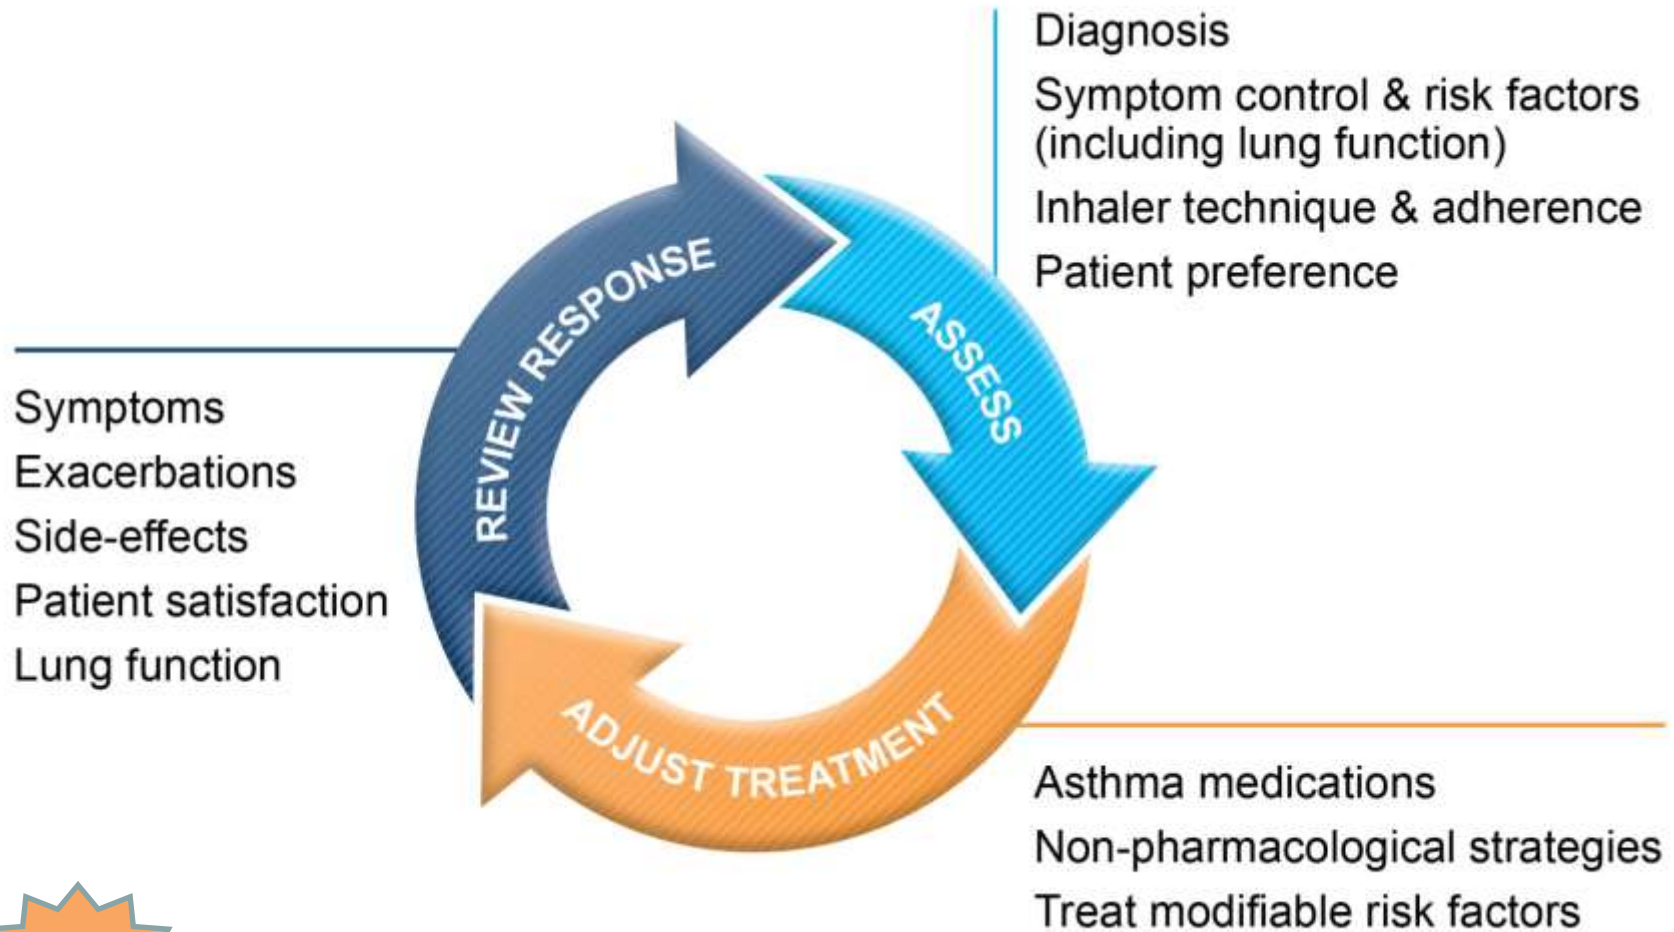 Diagnosis
Symptom control & risk factors
(including lung function)
Inhaler technique & adherence
Patient preference
REVIEW RESPONSE
ASSESS
Symptoms
Exacerbations
Side-effects
Patient satisfaction
Lung function
ADJUST TREATMENT
Asthma medications
Non-pharmacological strategies
Treat modifiable risk factors